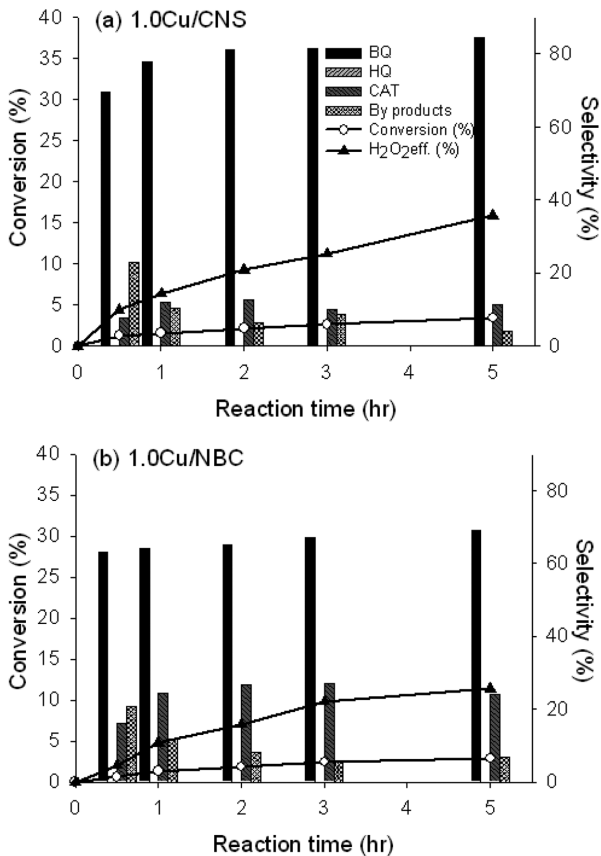 (a) 1.0Cu/CNS
BQ
HQ
CAT
By products
Conversion (%)
H2O2eff. (%)
Conversion (%)
40
35
30
25
20
15
10
5
0
Selectivity (%)
80
60
40
20
0
0 1 2 3 4 5
Reaction time (hr)
(b) 1.0Cu/NBC
Conversion (%)
40
35
30
25
20
15
10
5
0
Selectivity (%)
80
60
40
20
0
0 1 2 3 4 5
Reaction time (hr)